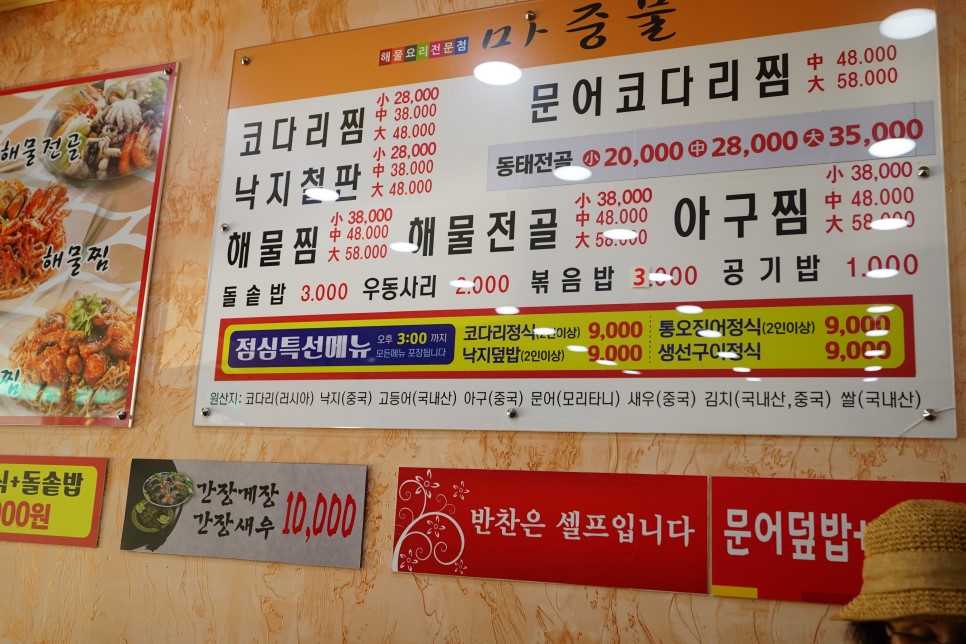 해물요리전문점 마중물
코다리찜 小 28,000 中 38.000 大 48.000
문어코다리찜 中 48.000 大 58.000
낙지철판 小 28,000 中 38.000 大 48.000
동태전골 小 20,000 中 28,000 大 35,000
해물찜 小 38,000 中 48.000 大 58.000
해물전골 小 38,000 中 48.000 大 58.000
아구찜 小 38,000 中 48.000 大 58.000
돌솥밥 3.000 우동사리 2.000 볶음밥 3.000 공기밥 1.000
점심특선메뉴 오후 3:00 까지
모든메뉴 포장됩니다
코다리정식(2인이상) 9,000
낙지덮밥(2인이상) 9.000
통오징어정식(2인이상) 9,000
생선구이정식 9,000
원산지: 코다리(러시아) 낙지(중국) 고등어(국내산) 아구(중국) 문어(모리타니) 새우(중국) 김치(국내산,중국) 쌀(국내산)
해물전골
해물찜
찜
식+돌솥밥
000원
간장게장
간장새우 10,000
반찬은 셀프입니다
문어덮밥+